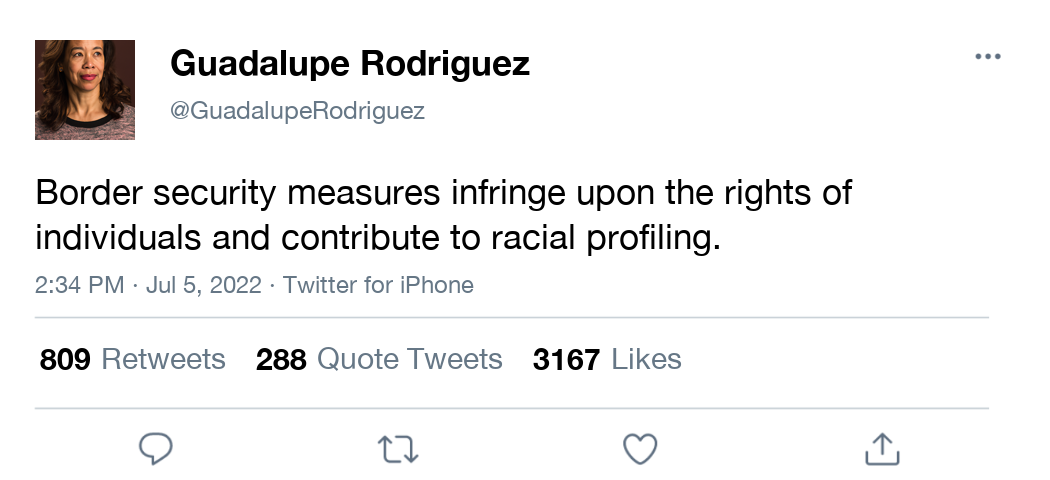 Guadalupe Rodriguez
@GuadalupeRodriguez
Border security measures infringe upon the rights of
individuals and contribute to racial profiling.
2:34 PM · Jul 5, 2022 · Twitter for iPhone
809 Retweets 288 Quote Tweets 3167 Likes